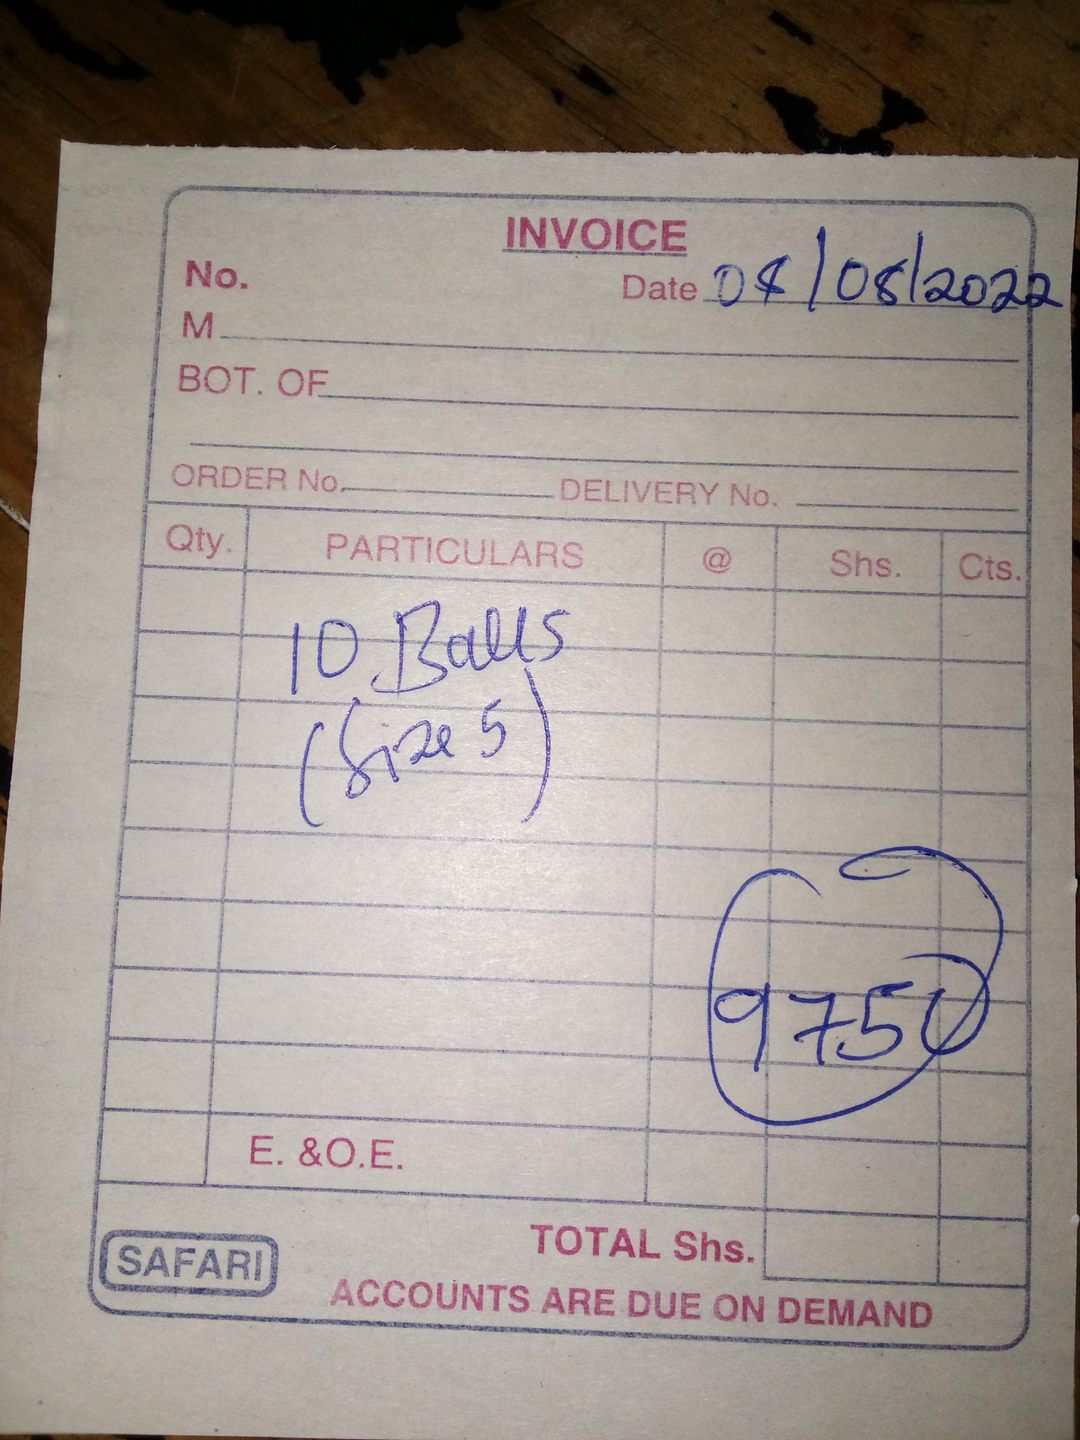 INVOICE
No.
Date 08/08/2022
M
BOT. OF
ORDER No. DELIVERY No.
Qty. PARTICULARS @ Shs. Cts.
10 Balls
(Size 5)
9750
E. &O.E.
TOTAL Shs.
SAFARI
ACCOUNTS ARE DUE ON DEMAND